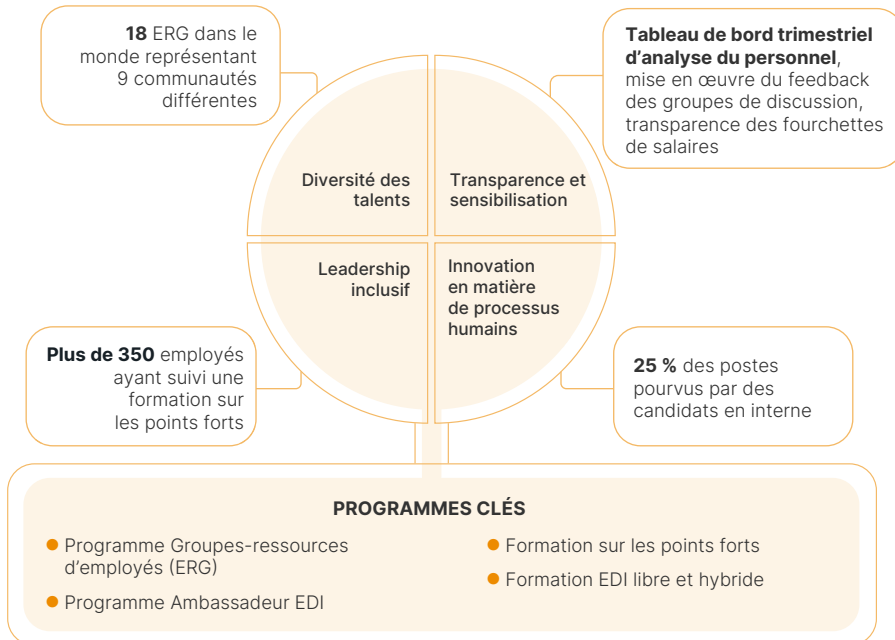 18 ERG dans le
monde représentant
9 communautés
différentes
Tableau de bord trimestriel
d'analyse du personnel,
mise en œuvre du feedback
des groupes de discussion,
transparence des fourchettes
de salaires
Diversité des
talents
Transparence et
sensibilisation
Leadership
inclusif
Innovation
en matière
de processus
humains
Plus de 350 employés
ayant suivi une
formation sur
les points forts
25 % des postes
pourvus par des
candidats en interne
PROGRAMMES CLÉS
Programme Groupes-ressources
d'employés (ERG)
Programme Ambassadeur EDI
Formation sur les points forts
Formation EDI libre et hybride